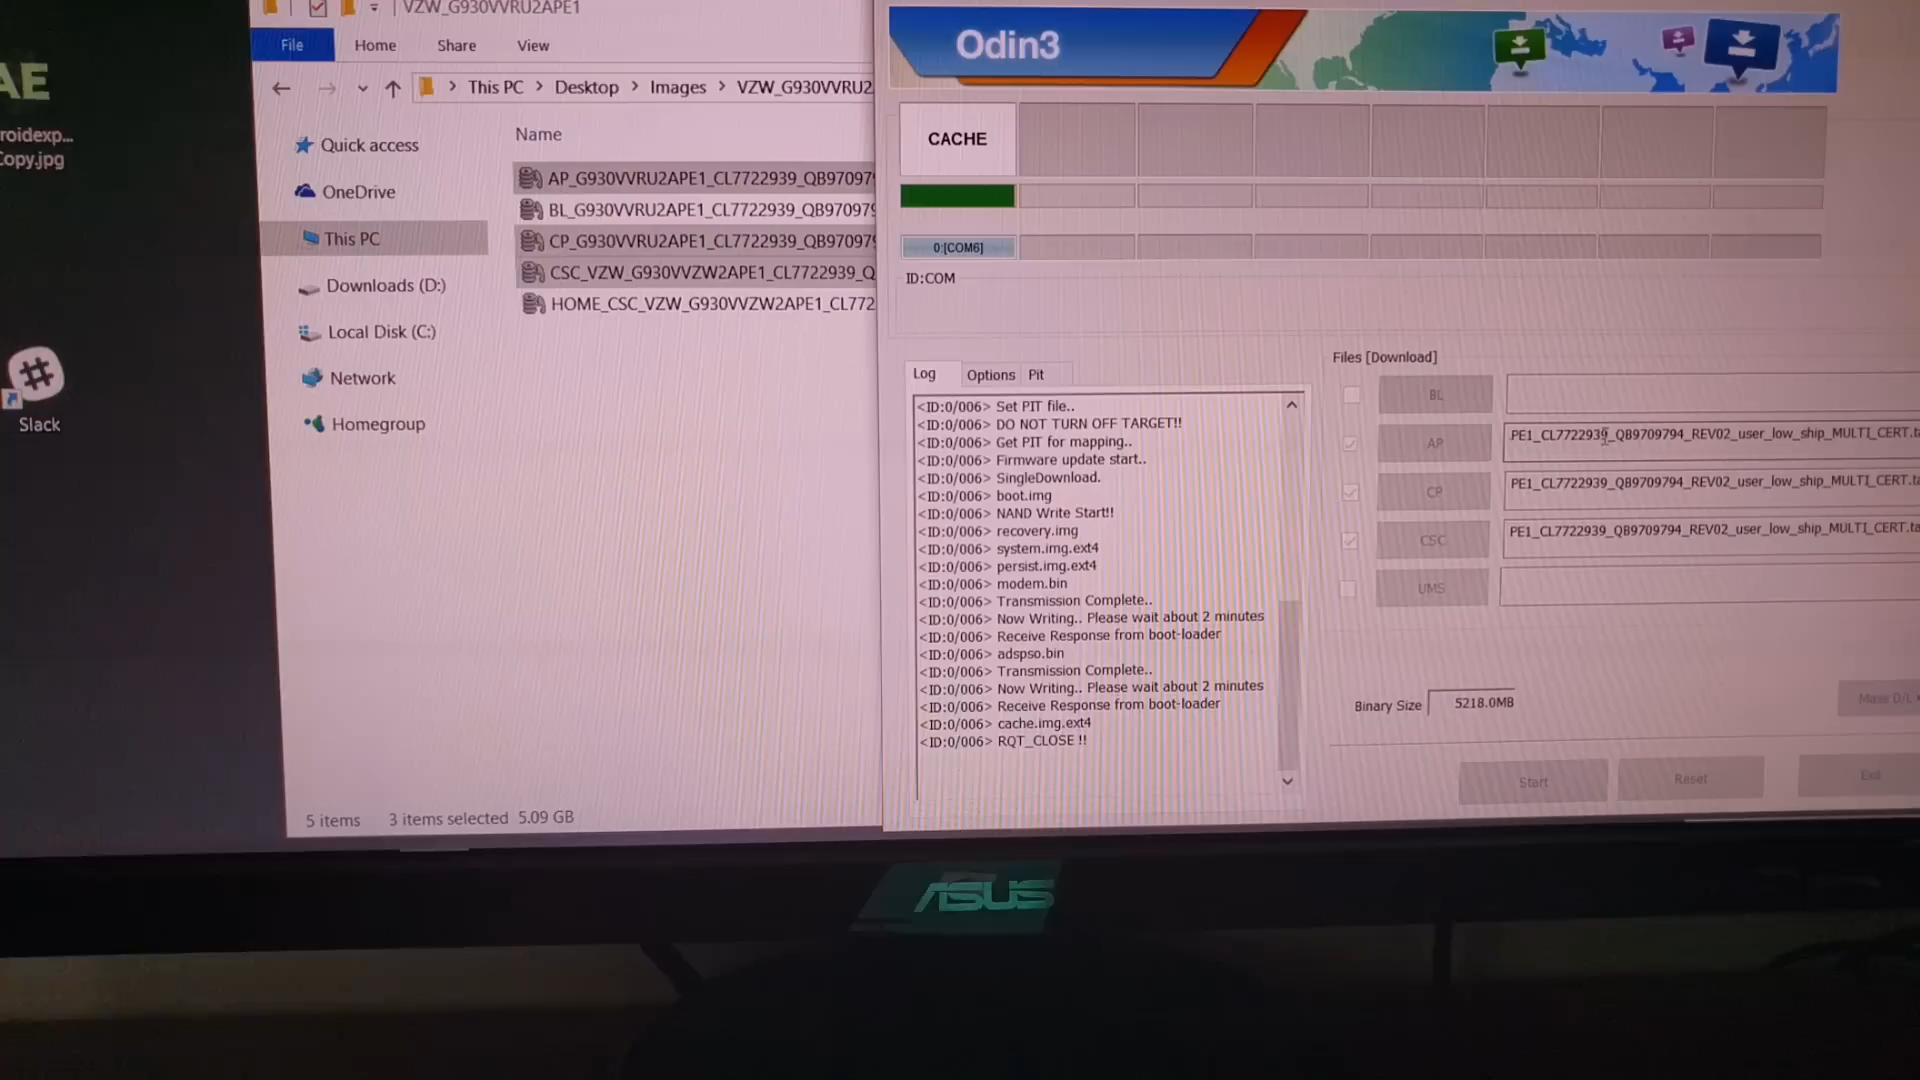 AE
roidexp...
Copy.jpg
Slack
VZW_G930VVRU2APE1
File
Home
Share
View
This PC
Desktop
Images
VZW_G930VVRU2
Name
Quick access
OneDrive
This PC
Downloads (D:)
Local Disk (C:)
Network
Homegroup
AP_G930VVRU2APE1_CL7722939_QB97097
BL_G930VVRU2APE1_CL7722939_QB970979
CP_G930VVRU2APE1_CL7722939_QB970979
CSC_VZW_G930VVZW2APE1_CL7722939_Q
HOME_CSC_VZW_G930VVZW2APE1_CL772
5 items
3 items selected 5.09 GB
Odin3
CACHE
0:[COM6]
ID:COM
Log
Options
Pit
<ID:0/006> Set PIT file..
<ID:0/006> DO NOT TURN OFF TARGET!!
<ID:0/006> Get PIT for mapping..
<ID:0/006> Firmware update start..
<ID:0/006> SingleDownload.
<ID:0/006> boot.img
<ID:0/006> NAND Write Start!!
<ID:0/006> recovery.img
<ID:0/006> system.img.ext4
<ID:0/006> persist.img.ext4
<ID:0/006> modem.bin
<ID:0/006> Transmission Complete..
<ID:0/006> Now Writing.. Please wait about 2 minutes
<ID:0/006> Receive Response from boot-loader
<ID:0/006> adspso.bin
<ID:0/006> Transmission Complete..
<ID:0/006> Now Writing.. Please wait about 2 minutes
<ID:0/006> Receive Response from boot-loader
<ID:0/006> cache.img.ext4
<ID:0/006> RQT_CLOSE !!
Files [Download]
BL
AP
PE1_CL7722939_QB9709794_REV02_user_low_ship_MULTI_CERT.ta
CP
PE1_CL7722939_QB9709794_REV02_user_low_ship_MULTI_CERT.ta
CSC
PE1_CL7722939_QB9709794_REV02_user_low_ship_MULTI_CERT.ta
UMS
Binary Size
5218.0MB
Mass D/L
Start
Reset
Exit
ASUS